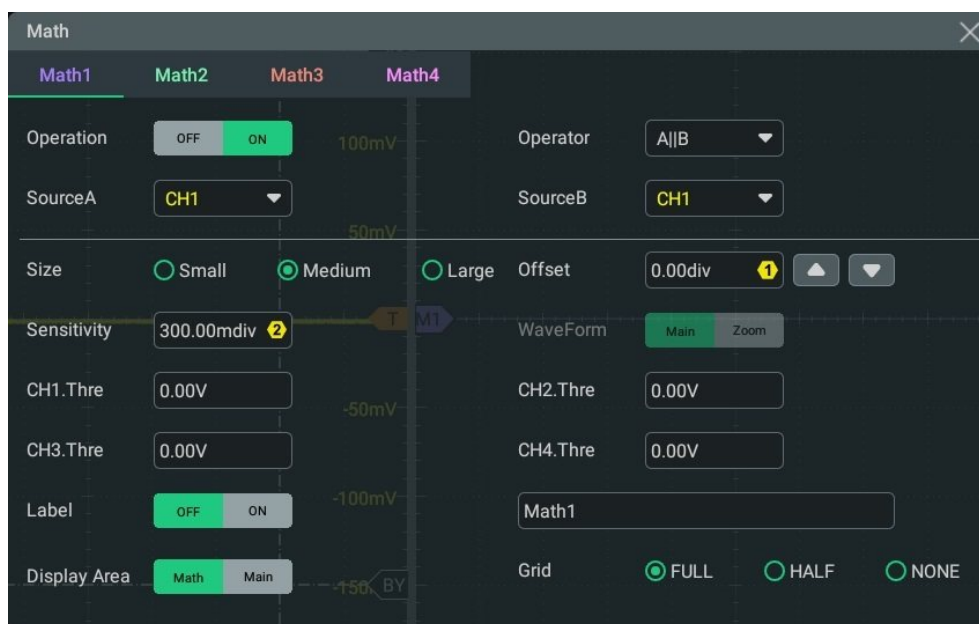 Math
Math1 Math2 Math3 Math4
Operation OFF ON 100mV Operator A||B
SourceA CH1 SourceB CH1
50mV
Size Small Medium Large Offset 0.00div 1
T M1
Sensitivity 300.00mdiv 2 WaveForm Main Zoom
CH1.Thre 0.00V CH2.Thre 0.00V
-50mV
CH3.Thre 0.00V CH4.Thre 0.00V
-100mV
Label OFF ON Math1
Display Area Math Main Grid FULL HALF NONE
BY